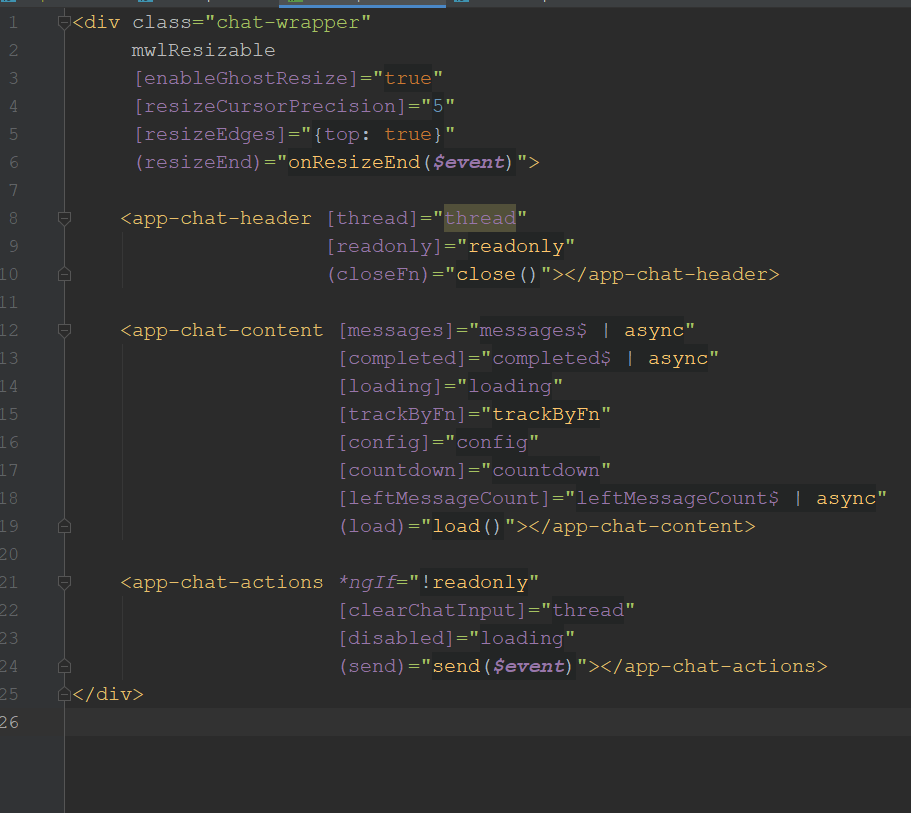 1 <div class="chat-wrapper"
2 mwlResizable
3 [enableGhostResize]="true"
4 [resizeCursorPrecision]="5"
5 [resizeEdges]="{top: true}"
6 (resizeEnd)="onResizeEnd($event)">
7
8 <app-chat-header [thread]="thread"
9 [readonly]="readonly"
10 (closeFn)="close()"></app-chat-header>
11
12 <app-chat-content [messages]="messages$ | async"
13 [completed]="completed$ | async"
14 [loading]="loading"
15 [trackByFn]="trackByFn"
16 [config]="config"
17 [countdown]="countdown"
18 [leftMessageCount]="leftMessageCount$ | async"
19 (load)="load()"></app-chat-content>
20
21 <app-chat-actions *ngIf="!readonly"
22 [clearChatInput]="thread"
23 [disabled]="loading"
24 (send)="send($event)"></app-chat-actions>
25 </div>
26